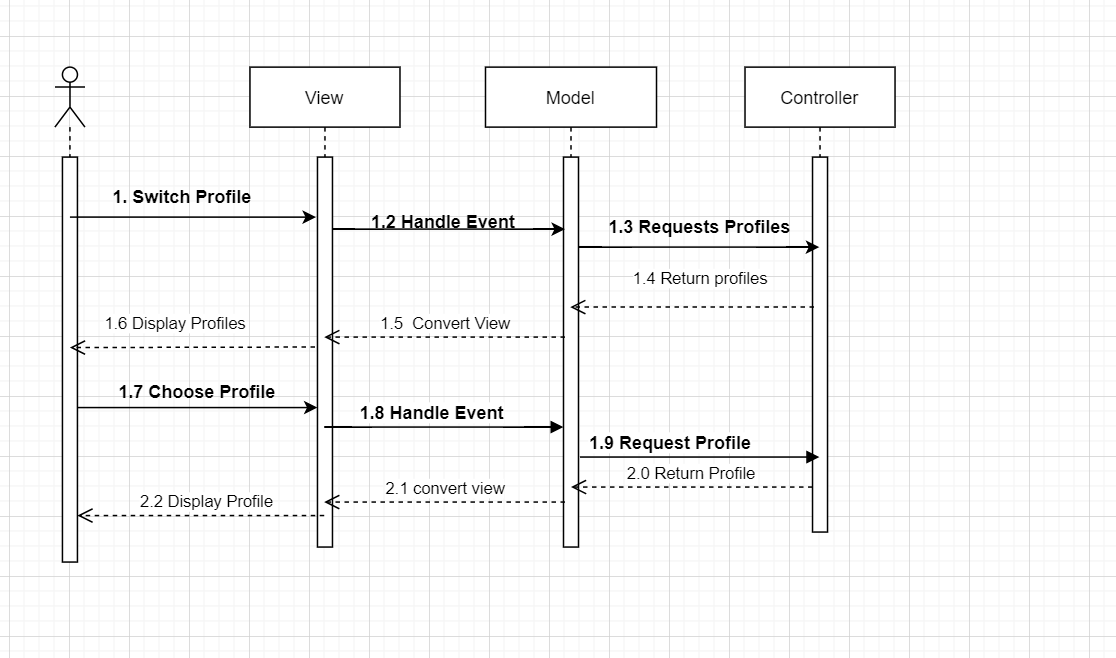 View
Model
Controller
1. Switch Profile
1.2 Handle Event
1.3 Requests Profiles
1.4 Return profiles
1.5 Convert View
1.6 Display Profiles
1.7 Choose Profile
1.8 Handle Event
1.9 Request Profile
2.0 Return Profile
2.1 convert view
2.2 Display Profile